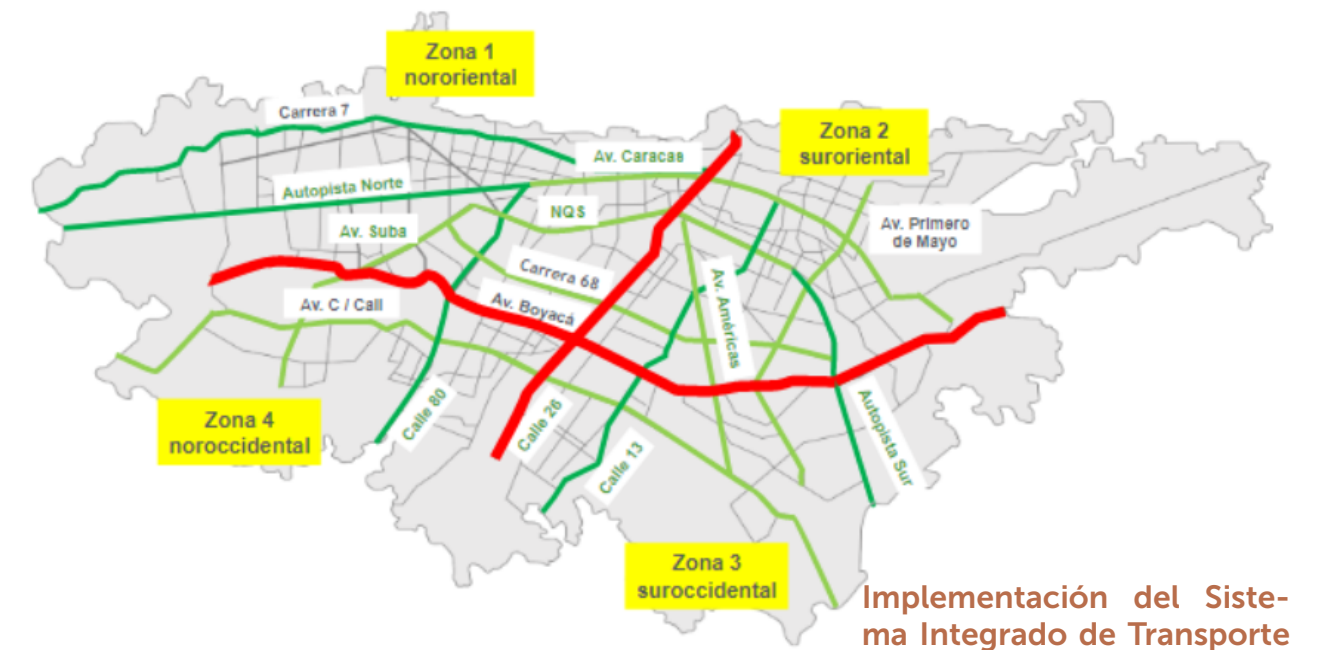 Zona 1
nororiental
Carrera 7
Zona 2
suroriental
Av. Caracas
Autopista Norte
NQS
Av. Suba
Av. Primero
de Mayo
Carrera 68
Av. Boyacá
Av. C / Cali
Av. Américas
Zona 4
noroccidental
Calle 80
Calle 26
Calle 13
Autopista Sur
Zona 3
suroccidental
Implementación del Siste-
ma Integrado de Transporte